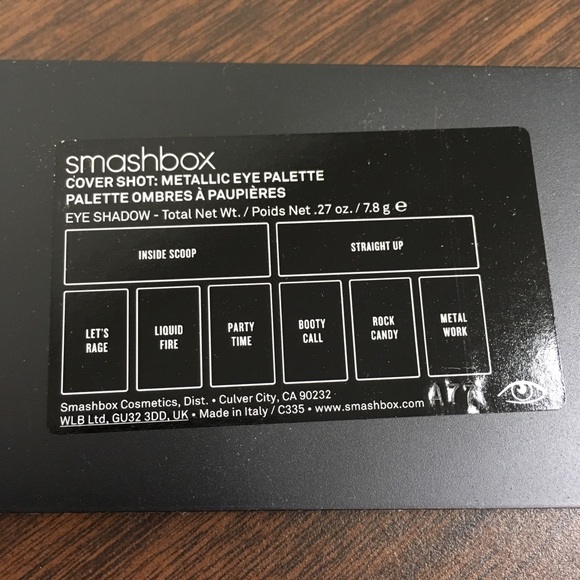 smashbox
COVER SHOT: METALLIC EYE PALETTE
PALETTE OMBRES À PAUPIÈRES
EYE SHADOW - Total Net Wt. / Poids Net .27 oz. / 7.8 g ℮
INSIDE SCOOP
STRAIGHT UP
LET'S
RAGE
LIQUID
FIRE
PARTY
TIME
BOOTY
CALL
ROCK
CANDY
METAL
WORK
Smashbox Cosmetics, Dist. • Culver City, CA 90232
WLB Ltd, GU32 3DD, UK • Made in Italy / C335 • www.smashbox.com
A77